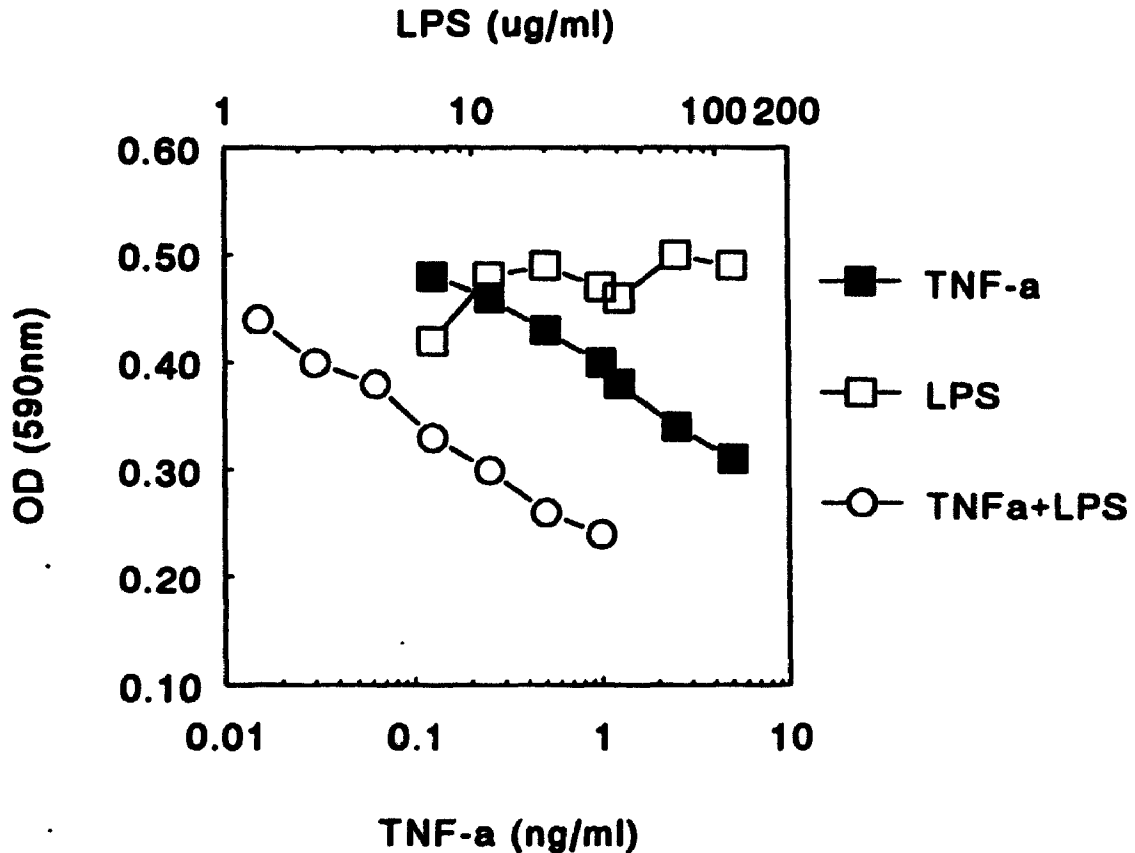 LPS (ug/ml)
1 10 100 200
0.60
0.50
0.40
0.30
0.20
0.10
OD (590nm)
0.01 0.1 1 10
TNF-a (ng/ml)
TNF-a
LPS
TNFa+LPS